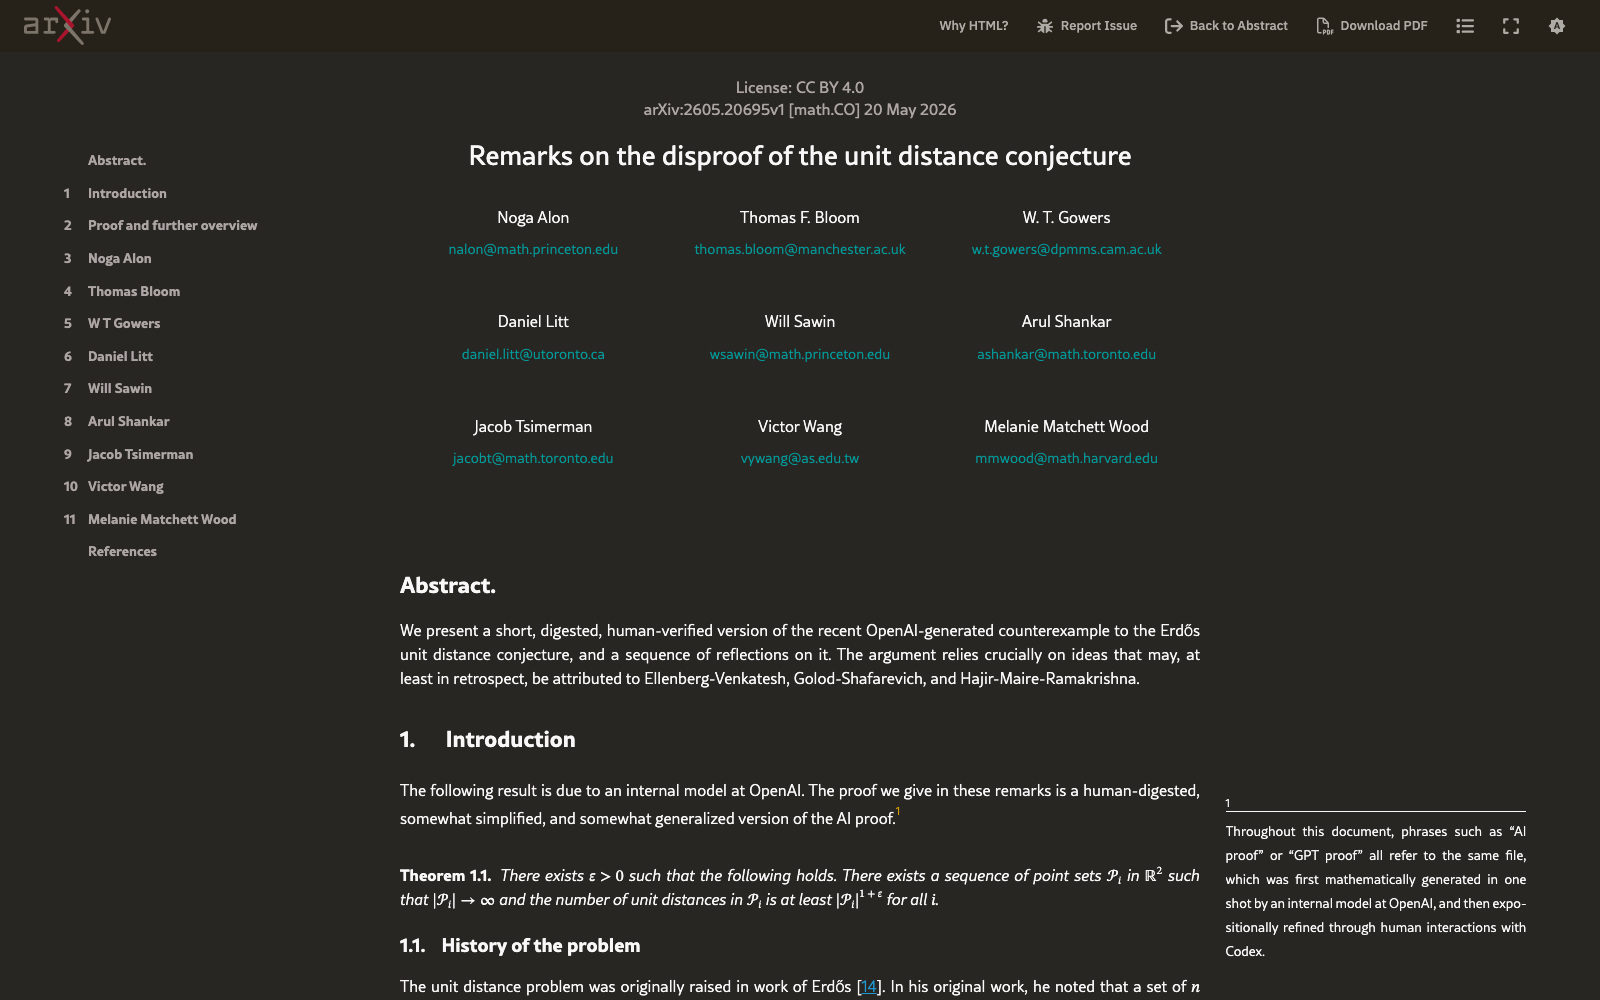 arXiv
Why HTML?
Report Issue
Back to Abstract
Download PDF
License: CC BY 4.0
arXiv:2605.20695v1 [math.CO] 20 May 2026
Abstract.
1 Introduction
2 Proof and further overview
3 Noga Alon
4 Thomas Bloom
5 W T Gowers
6 Daniel Litt
7 Will Sawin
8 Arul Shankar
9 Jacob Tsimerman
10 Victor Wang
11 Melanie Matchett Wood
References
Remarks on the disproof of the unit distance conjecture
Noga Alon
nalon@math.princeton.edu
Thomas F. Bloom
thomas.bloom@manchester.ac.uk
W. T. Gowers
w.t.gowers@dpmms.cam.ac.uk
Daniel Litt
daniel.litt@utoronto.ca
Will Sawin
wsawin@math.princeton.edu
Arul Shankar
ashankar@math.toronto.edu
Jacob Tsimerman
jacobt@math.toronto.edu
Victor Wang
vywang@as.edu.tw
Melanie Matchett Wood
mmwood@math.harvard.edu
Abstract.
We present a short, digested, human-verified version of the recent OpenAI-generated counterexample to the Erdős
unit distance conjecture, and a sequence of reflections on it. The argument relies crucially on ideas that may, at
least in retrospect, be attributed to Ellenberg-Venkatesh, Golod-Shafarevich, and Hajir-Maire-Ramakrishna.
1. Introduction
The following result is due to an internal model at OpenAI. The proof we give in these remarks is a human-digested,
somewhat simplified, and somewhat generalized version of the AI proof.1
1
Throughout this document, phrases such as “AI
proof” or “GPT proof” all refer to the same file,
which was first mathematically generated in one
shot by an internal model at OpenAI, and then expo-
sitionally refined through human interactions with
Codex.
Theorem 1.1. There exists ε > 0 such that the following holds. There exists a sequence of point sets 𝒫ᵢ in ℝ² such
that |𝒫ᵢ| → ∞ and the number of unit distances in 𝒫ᵢ is at least |𝒫ᵢ|^{1+ε} for all i.
1.1. History of the problem
The unit distance problem was originally raised in work of Erdős [14]. In his original work, he noted that a set of n